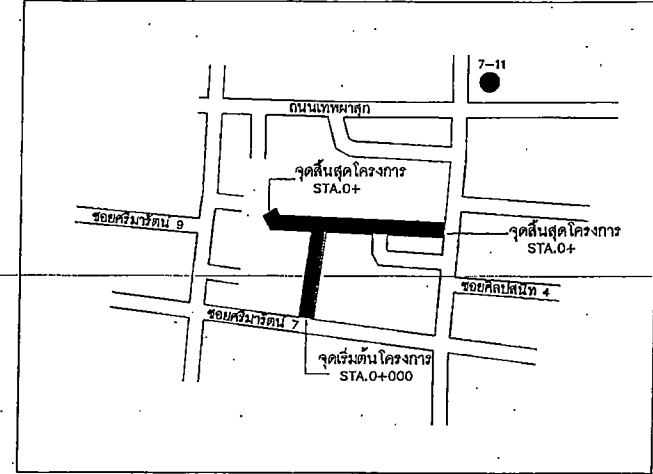 7-11
ถนนเทพผาสุก
จุดสิ้นสุดโครงการ
STA.0+
ซอยศรีมารัตน์ 9
จุดสิ้นสุดโครงการ
STA.0+
ซอยศิลปสนิท 4
ซอยศรีมารัตน์ 7
จุดเริ่มต้นโครงการ
STA.0+000